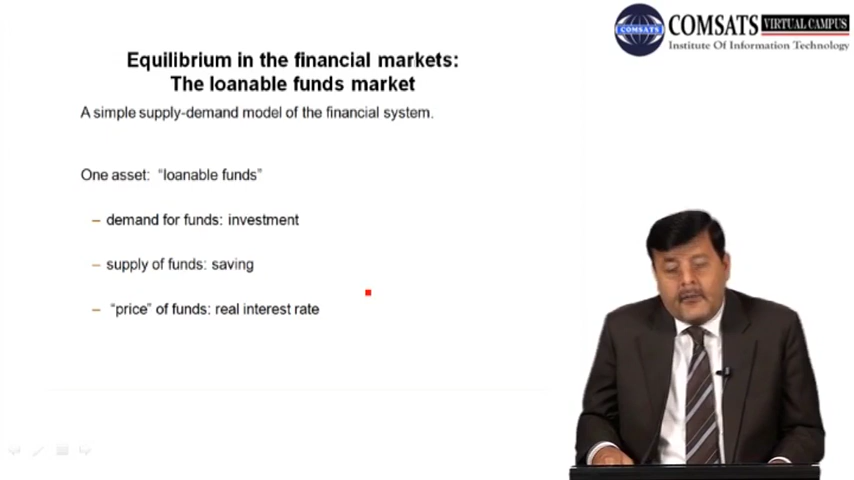 COMSATS VIRTUAL CAMPUS
COMSATS
Institute Of Information Technology
Equilibrium in the financial markets:
The loanable funds market
A simple supply-demand model of the financial system.
One asset: “loanable funds”
– demand for funds: investment
– supply of funds: saving
– “price” of funds: real interest rate